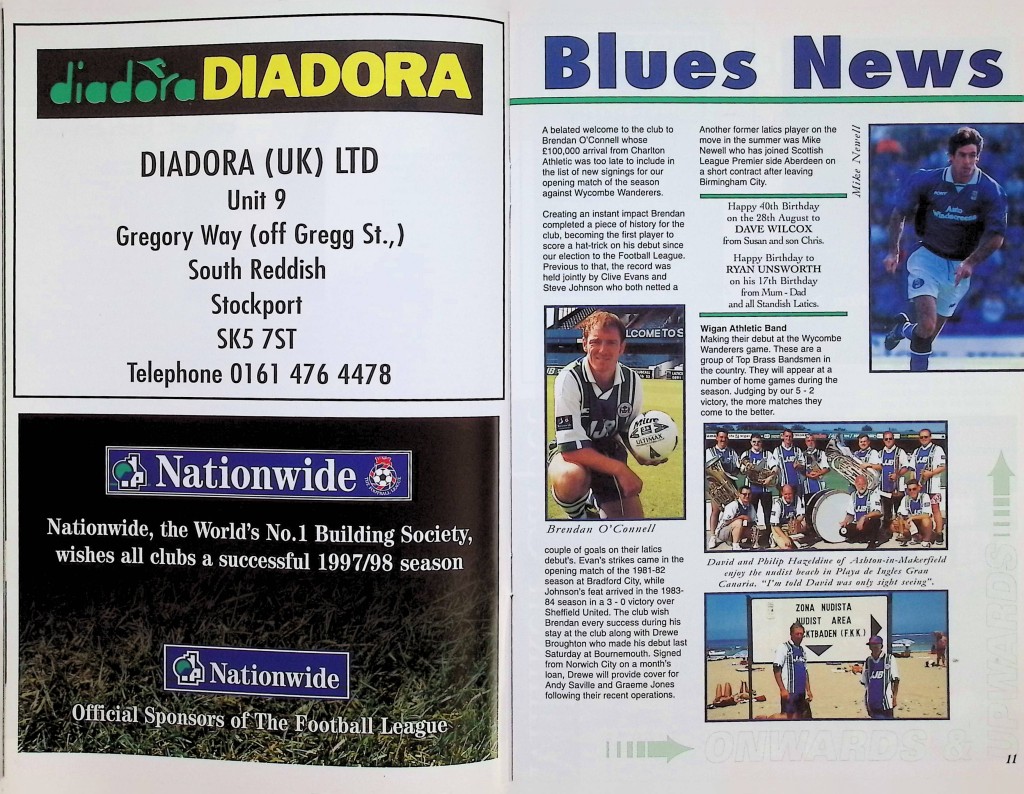 diadora DIADORA
DIADORA (UK) LTD
Unit 9
Gregory Way (off Gregg St.,)
South Reddish
Stockport
SK5 7ST
Telephone 0161 476 4478
Nationwide
Nationwide, the World's No.1 Building Society,
wishes all clubs a successful 1997/98 season
Nationwide
Official Sponsors of The Football League
Blues News
A belated welcome to the club to
Brendan O'Connell whose
£100,000 arrival from Charlton
Athletic was too late to include in
the list of new signings for our
opening match of the season
against Wycombe Wanderers.
Creating an instant impact Brendan
completed a piece of history for the
club, becoming the first player to
score a hat-trick on his debut since
our election to the Football League.
Previous to that, the record was
held jointly by Clive Evans and
Steve Johnson who both netted a
LCOME TO S
JJB
Mitre
ULTIMAX
Brendan O'Connell
couple of goals on their latics
debut's. Evan's strikes came in the
opening match of the 1981-82
season at Bradford City, while
Johnson's feat arrived in the 1983-
84 season in a 3 - 0 victory over
Sheffield United. The club wish
Brendan every success during his
stay at the club along with Drewe
Broughton who made his debut last
Saturday at Bournemouth. Signed
from Norwich City on a month's
loan, Drewe will provide cover for
Andy Saville and Graeme Jones
following their recent operations.
Another former latics player on the
move in the summer was Mike
Newell who has joined Scottish
League Premier side Aberdeen on
a short contract after leaving
Birmingham City.
Mike Newell
Auto
Windscreens
Happy 40th Birthday
on the 28th August to
DAVE WILCOX
from Susan and son Chris.
Happy Birthday to
RYAN UNSWORTH
on his 17th Birthday
from Mum - Dad
and all Standish Latics.
Wigan Athletic Band
Making their debut at the Wycombe
Wanderers game. These are a
group of Top Brass Bandsmen in
the country. They will appear at a
number of home games during the
season. Judging by our 5 - 2
victory, the more matches they
come to the better.
David and Philip Hazeldine of Ashton-in-Makerfield
enjoy the nudist beach in Playa de Ingles Gran
Canaria. "I'm told David was only sight seeing".
ZONA NUDISTA
NUDIST AREA
CKTBADEN (F.K.K.)
JJB
ONWARDS &
UPWARDS
11